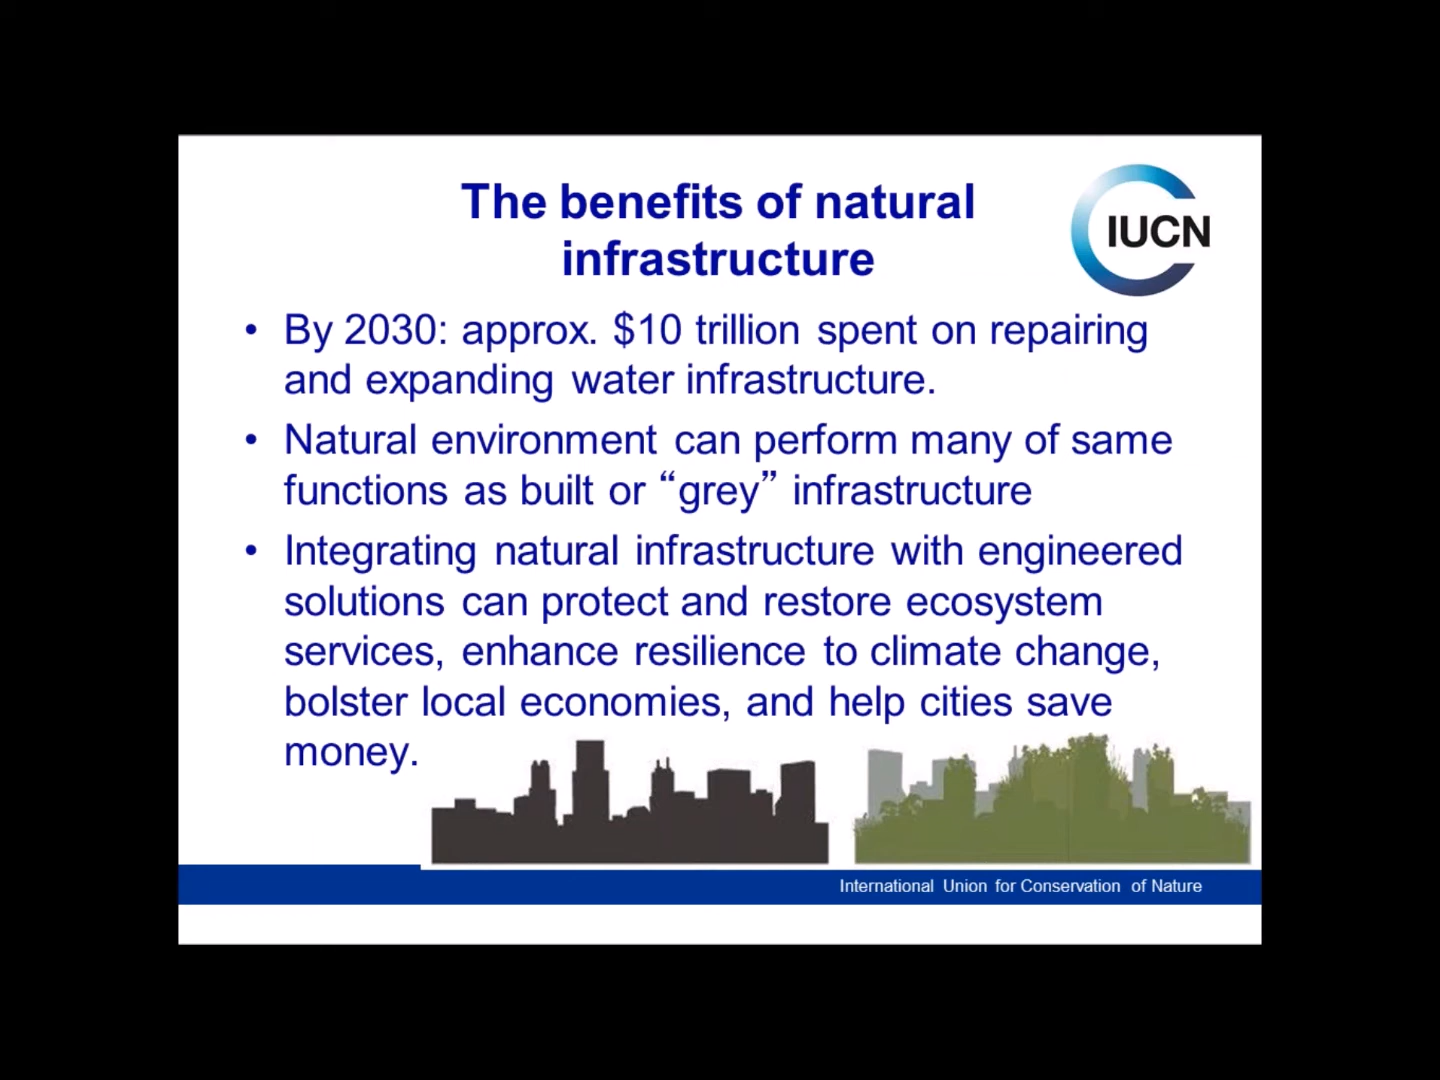 The benefits of natural
infrastructure
IUCN
• By 2030: approx. $10 trillion spent on repairing
and expanding water infrastructure.
• Natural environment can perform many of same
functions as built or “grey” infrastructure
• Integrating natural infrastructure with engineered
solutions can protect and restore ecosystem
services, enhance resilience to climate change,
bolster local economies, and help cities save
money.
International Union for Conservation of Nature